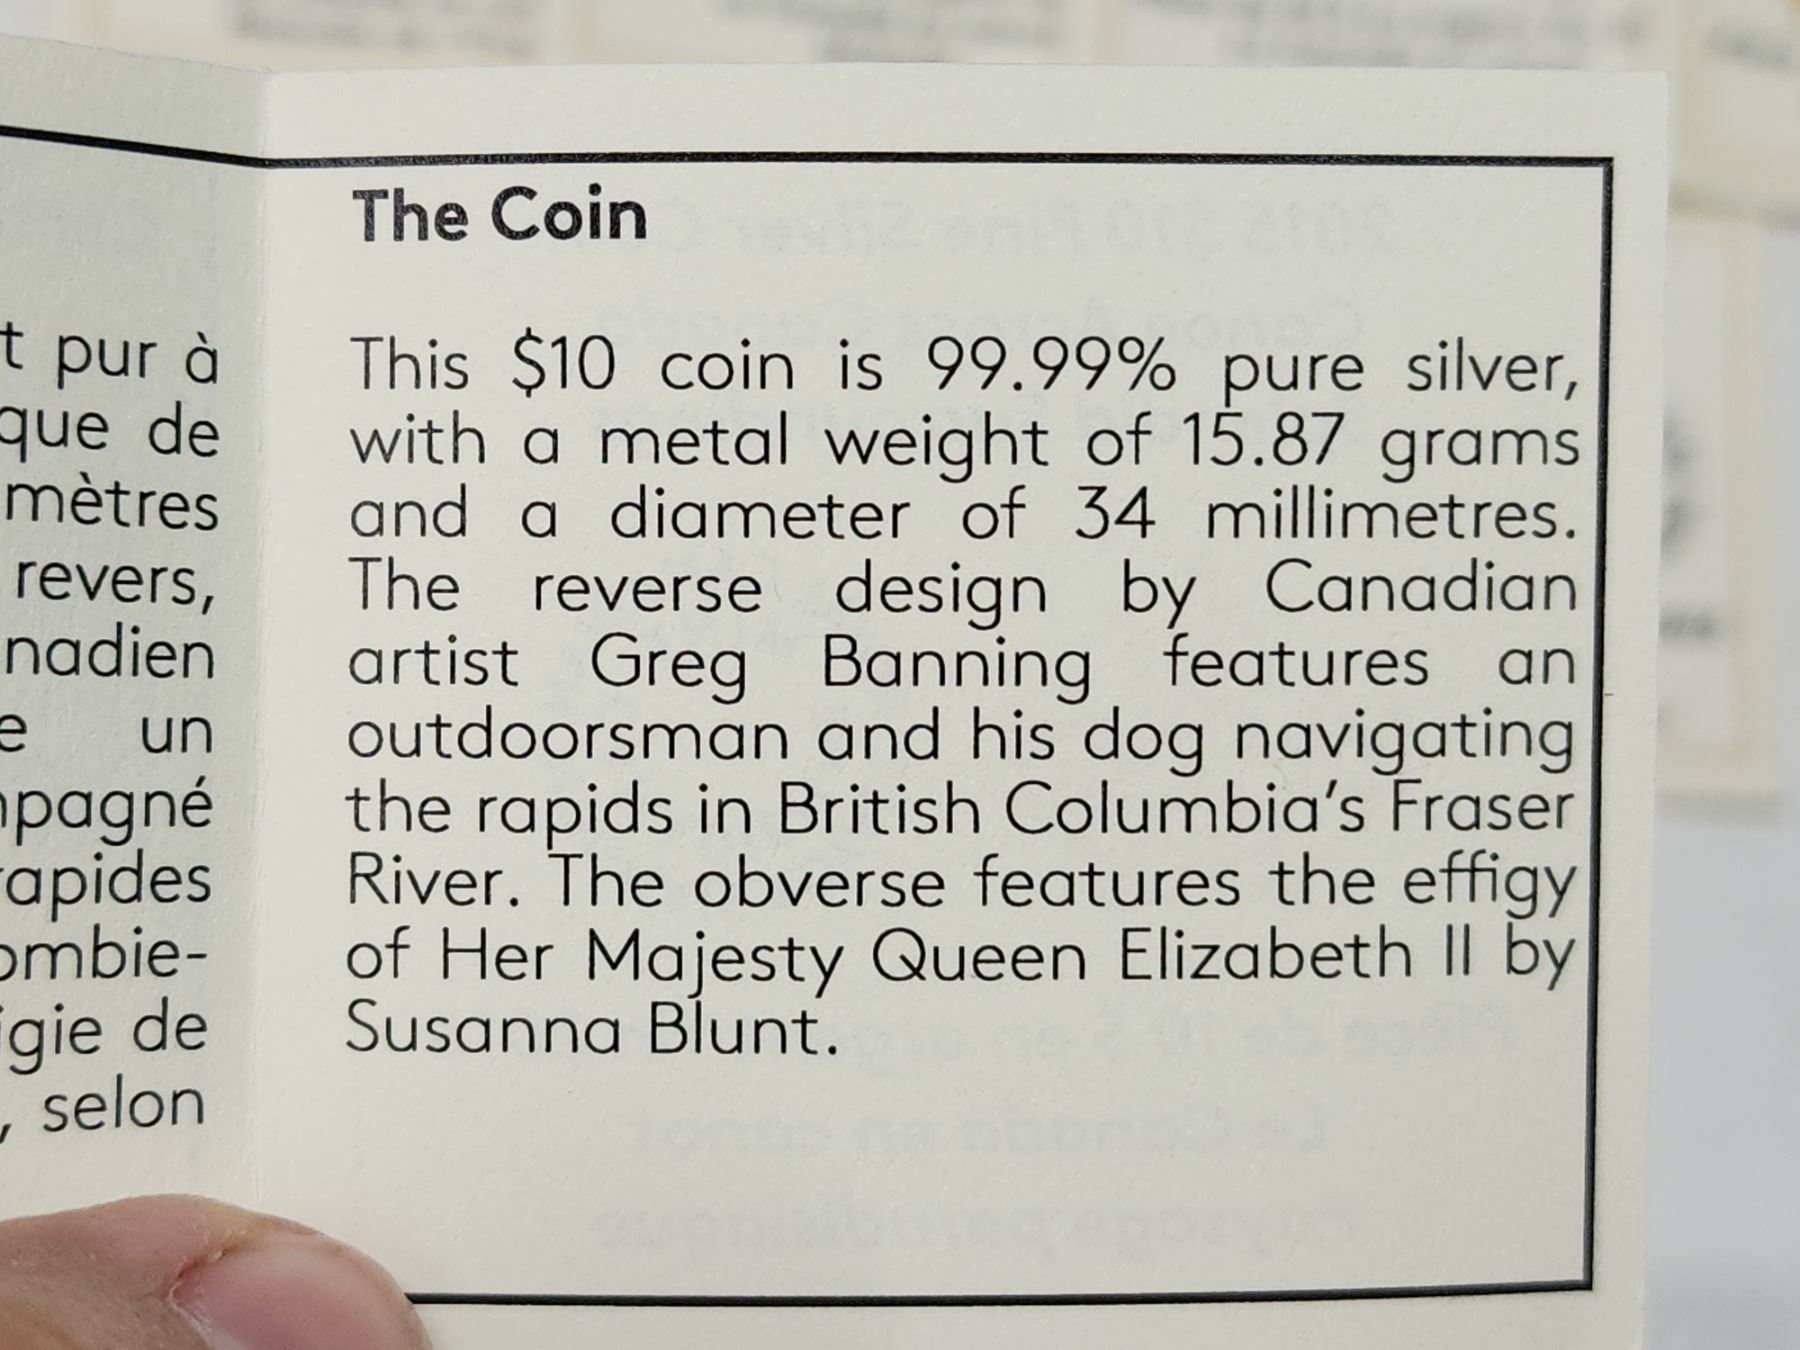 t pur à
que de
mètres
revers,
nadien
e un
mpagné
rapides
ombie-
igie de
, selon
The Coin
This $10 coin is 99.99% pure silver,
with a metal weight of 15.87 grams
and a diameter of 34 millimetres.
The reverse design by Canadian
artist Greg Banning features an
outdoorsman and his dog navigating
the rapids in British Columbia's Fraser
River. The obverse features the effigy
of Her Majesty Queen Elizabeth II by
Susanna Blunt.